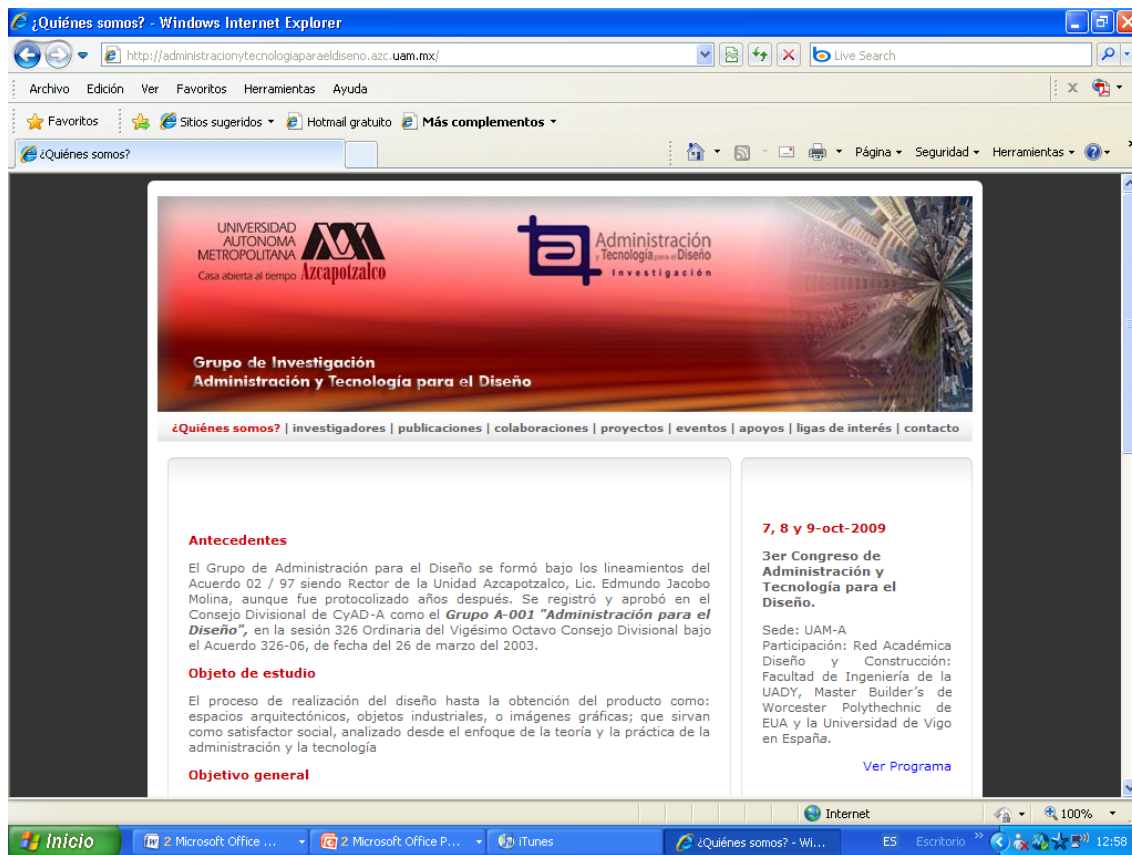 ¿Quiénes somos? - Windows Internet Explorer
http://administracionytecnologiaparaeldiseno.azc.uam.mx/
Live Search
Archivo Edición Ver Favoritos Herramientas Ayuda
Favoritos Sitios sugeridos Hotmail gratuito Más complementos
¿Quiénes somos? Página Seguridad Herramientas
UNIVERSIDAD
AUTONOMA
METROPOLITANA
Casa abierta al tiempo Azcapotzalco
Administración
y Tecnología para el Diseño
Investigación
Grupo de Investigación
Administración y Tecnología para el Diseño
¿Quiénes somos? | investigadores | publicaciones | colaboraciones | proyectos | eventos | apoyos | ligas de interés | contacto
Antecedentes
El Grupo de Administración para el Diseño se formó bajo los lineamientos del
Acuerdo 02 / 97 siendo Rector de la Unidad Azcapotzalco, Lic. Edmundo Jacobo
Molina, aunque fue protocolizado años después. Se registró y aprobó en el
Consejo Divisional de CyAD-A como el Grupo A-001 "Administración para el
Diseño", en la sesión 326 Ordinaria del Vigésimo Octavo Consejo Divisional bajo
el Acuerdo 326-06, de fecha del 26 de marzo del 2003.
Objeto de estudio
El proceso de realización del diseño hasta la obtención del producto como:
espacios arquitectónicos, objetos industriales, o imágenes gráficas; que sirvan
como satisfactor social, analizado desde el enfoque de la teoría y la práctica de la
administración y la tecnología
Objetivo general
7, 8 y 9-oct-2009
3er Congreso de
Administración y
Tecnología para el
Diseño.
Sede: UAM-A
Participación: Red Académica
Diseño y Construcción:
Facultad de Ingeniería de la
UADY, Master Builder´s de
Worcester Polythechnic de
EUA y la Universidad de Vigo
en España.
Ver Programa
Internet 100%
Inicio 2 Microsoft Office ... 2 Microsoft Office P... iTunes ¿Quiénes somos? - Wi... ES Escritorio 12:58